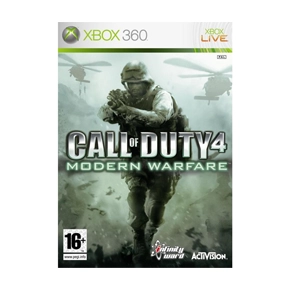 XBOX 360
XBOX
LIVE
CALL OF DUTY 4
MODERN WARFARE
16+
www.pegi.info
infinity
ward
ACTIVISION